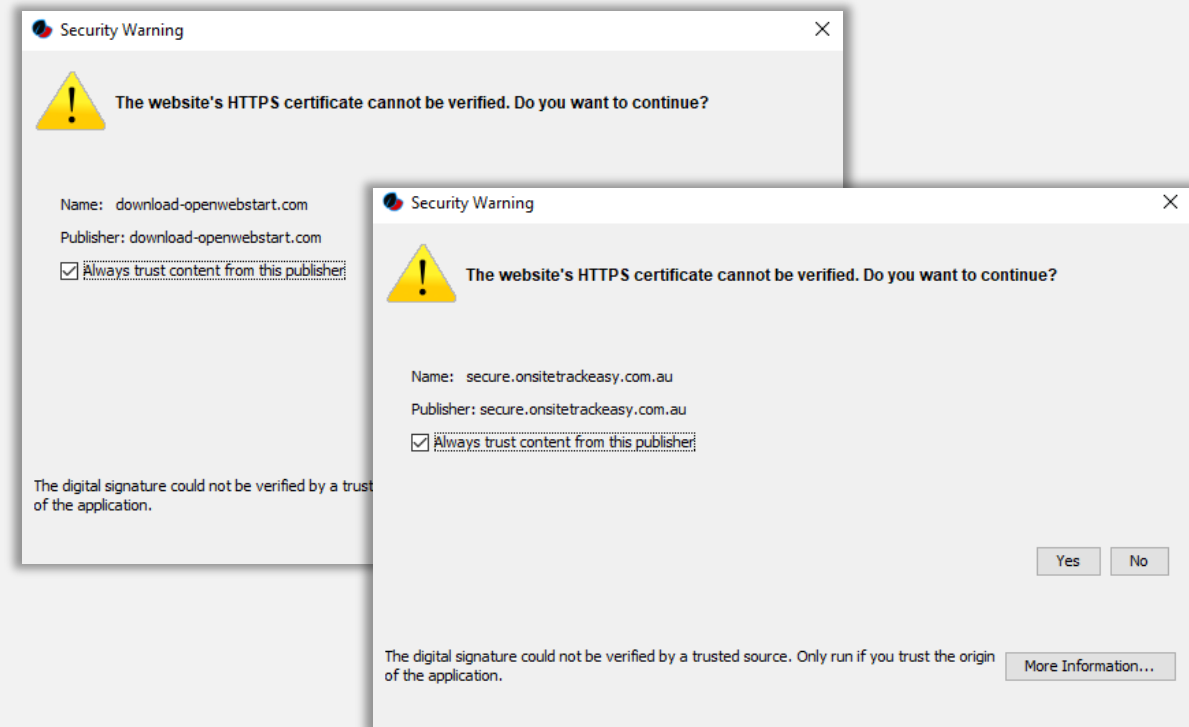 Security Warning
The website's HTTPS certificate cannot be verified. Do you want to continue?
Name: download-openwebstart.com
Publisher: download-openwebstart.com
Always trust content from this publisher
The digital signature could not be verified by a
of the application.
Security Warning
The website's HTTPS certificate cannot be verified. Do you want to continue?
Name: secure.onsitetrackeasy.com.au
Publisher: secure.onsitetrackeasy.com.au
Always trust content from this publisher
Yes No
The digital signature could not be verified by a trusted source. Only run if you trust the origin
of the application.
More Information...